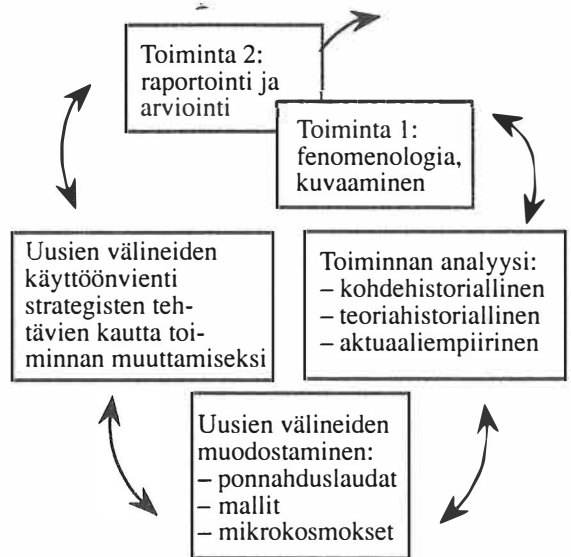 Toiminta 2:
raportointi ja
arviointi
Toiminta 1:
fenomenologia,
kuvaaminen
Toiminnan analyysi:
– kohdehistoriallinen
– teoriahistoriallinen
– aktuaaliempiirinen
Uusien välineiden
muodostaminen:
– ponnahduslaudat
– mallit
– mikrokosmokset
Uusien välineiden
käyttöönvienti
strategisten teh-
tävien kautta toi-
minnan muuttamiseksi